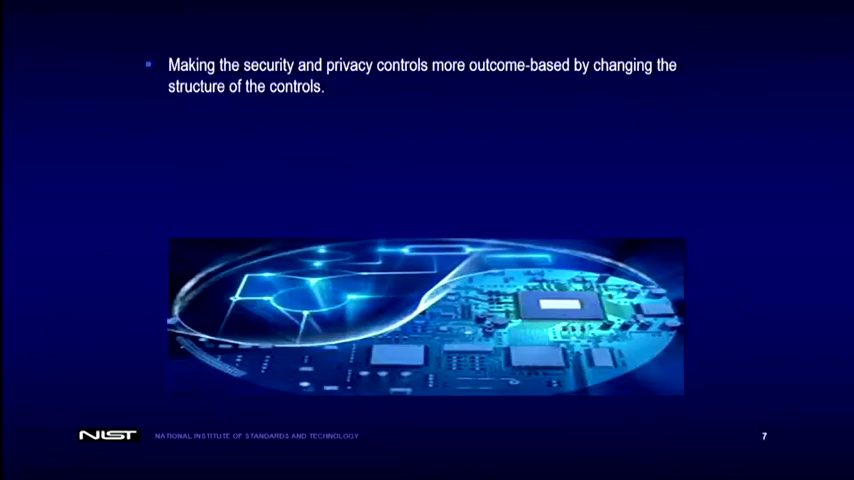 Making the security and privacy controls more outcome-based by changing the
structure of the controls.
NIST NATIONAL INSTITUTE OF STANDARDS AND TECHNOLOGY 7